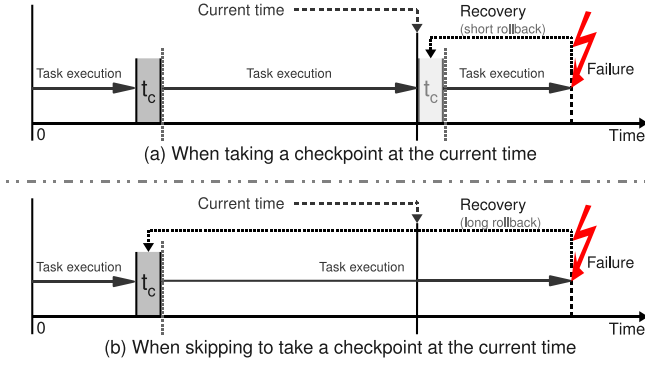 Current time
Recovery
(short rollback)
Task execution
Task execution
Task execution
Failure
tc
tc
0
Time
(a) When taking a checkpoint at the current time
Current time
Recovery
(long rollback)
Task execution
Task execution
Failure
tc
0
Time
(b) When skipping to take a checkpoint at the current time